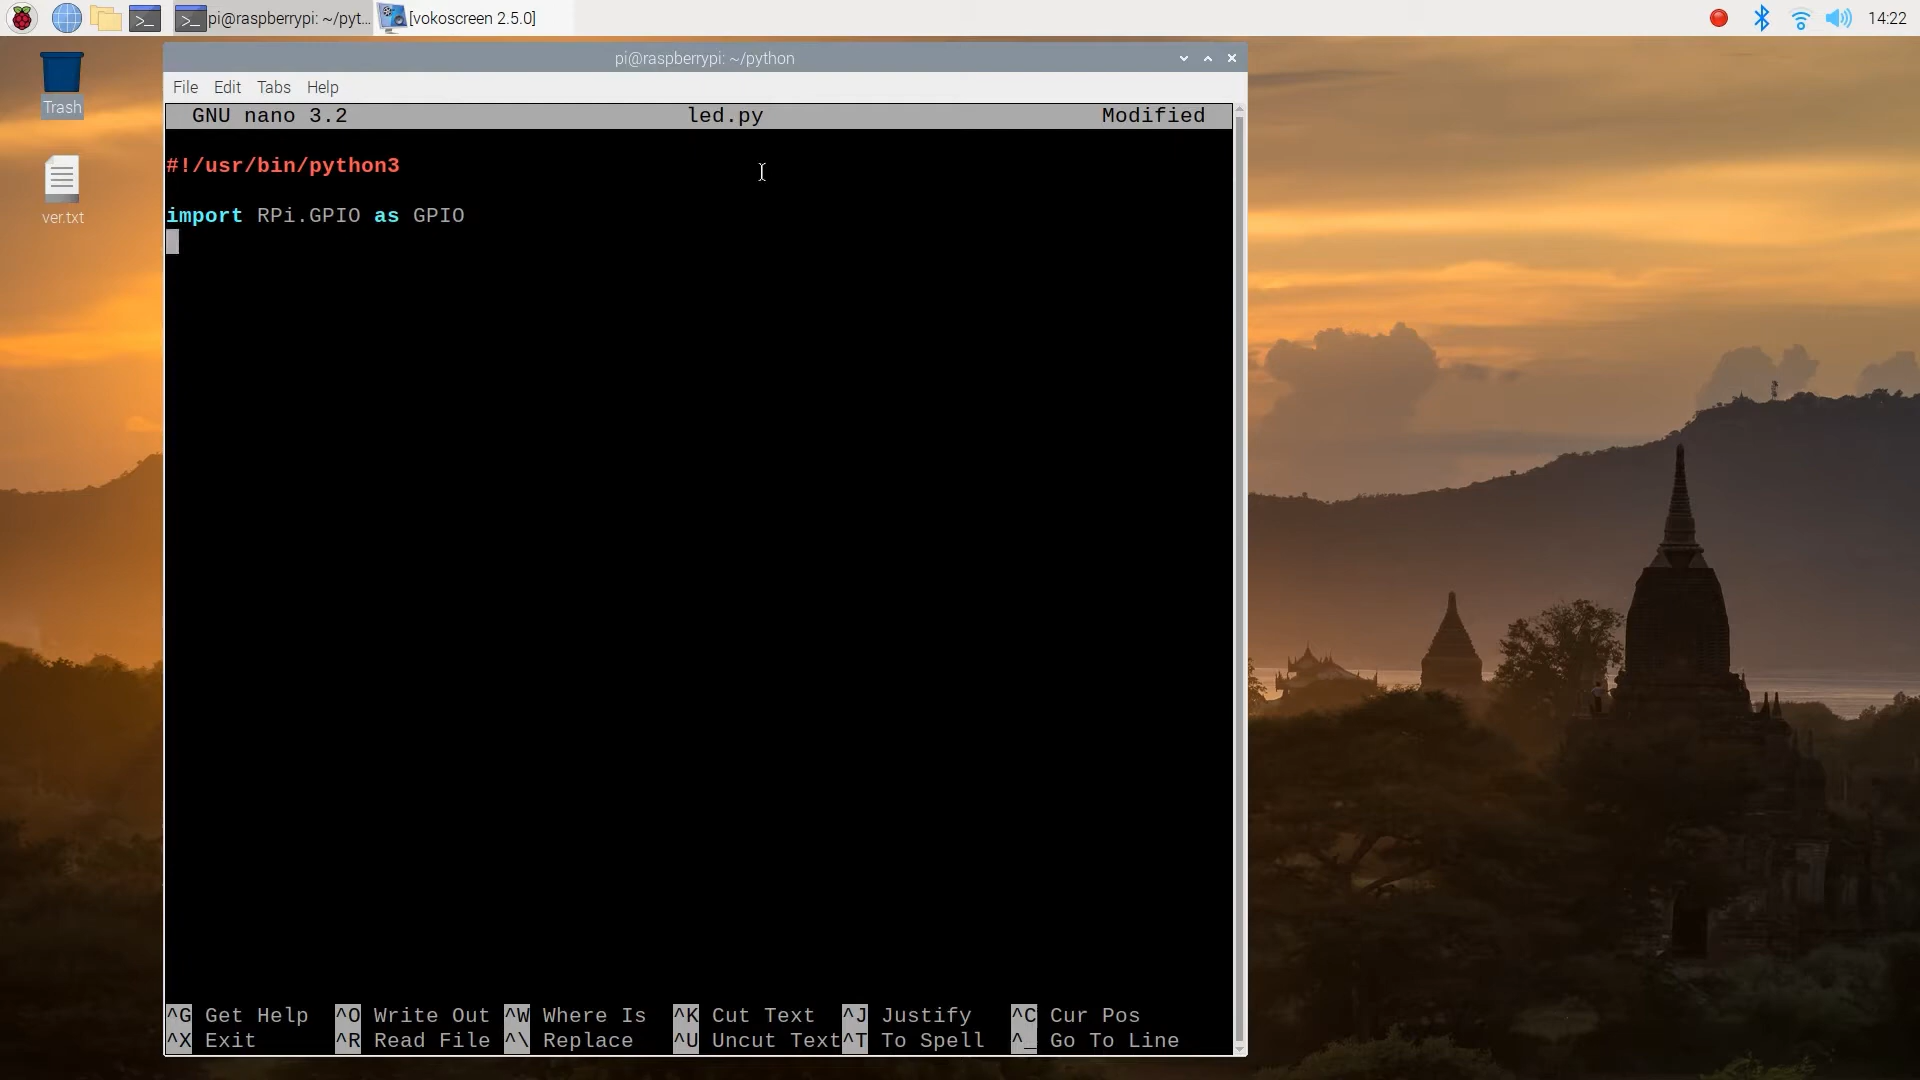 pi@raspberrypi: ~/pyt... [vokoscreen 2.5.0] 14:22
Trash
ver.txt
pi@raspberrypi: ~/python
File Edit Tabs Help
GNU nano 3.2 led.py Modified
#!/usr/bin/python3
import RPi.GPIO as GPIO
^G Get Help ^O Write Out ^W Where Is ^K Cut Text ^J Justify ^C Cur Pos
^X Exit ^R Read File ^\ Replace ^U Uncut Text ^T To Spell ^_ Go To Line